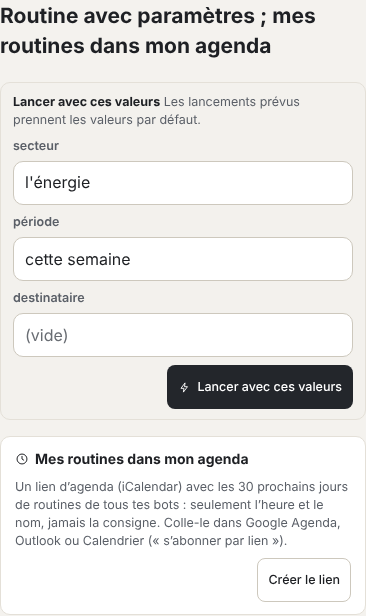 Routine avec paramètres ; mes
routines dans mon agenda
Lancer avec ces valeurs Les lancements prévus
prennent les valeurs par défaut.
secteur
l'énergie
période
cette semaine
destinataire
(vide)
Lancer avec ces valeurs
Mes routines dans mon agenda
Un lien d’agenda (iCalendar) avec les 30 prochains jours
de routines de tous tes bots : seulement l’heure et le
nom, jamais la consigne. Colle-le dans Google Agenda,
Outlook ou Calendrier (« s’abonner par lien »).
Créer le lien